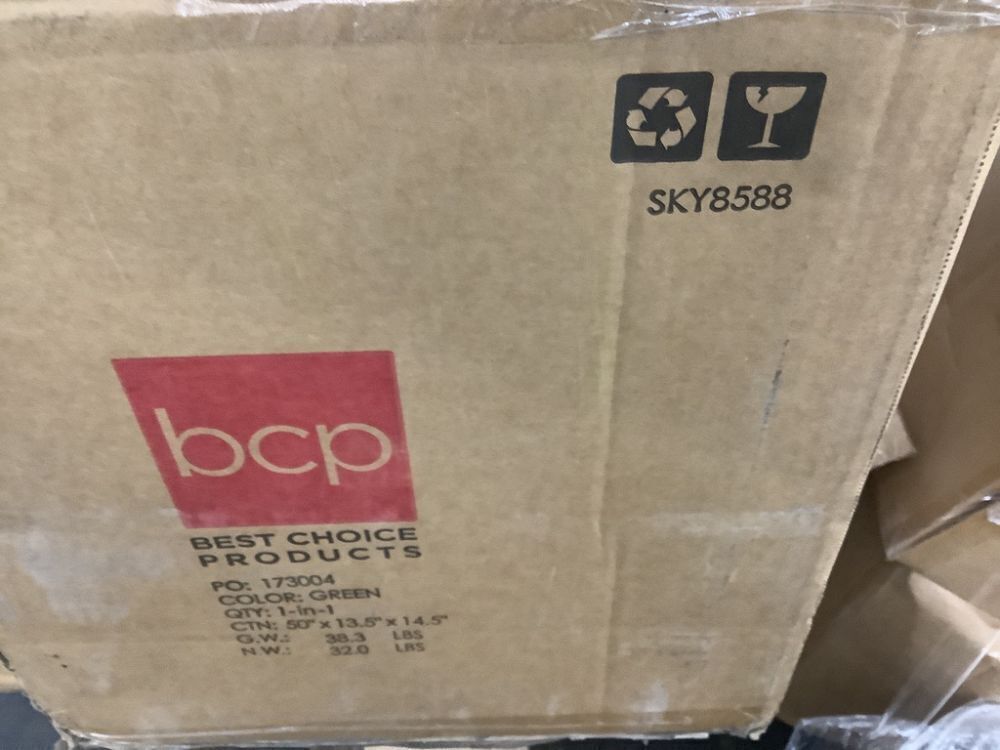 SKY8588
bcp
BEST CHOICE
PRODUCTS
PO: 173004
COLOR: GREEN
QTY: 1-in-1
CTN: 50" x 13.5" x 14.5"
G.W.: 38.3 LBS
N.W.: 32.0 LBS